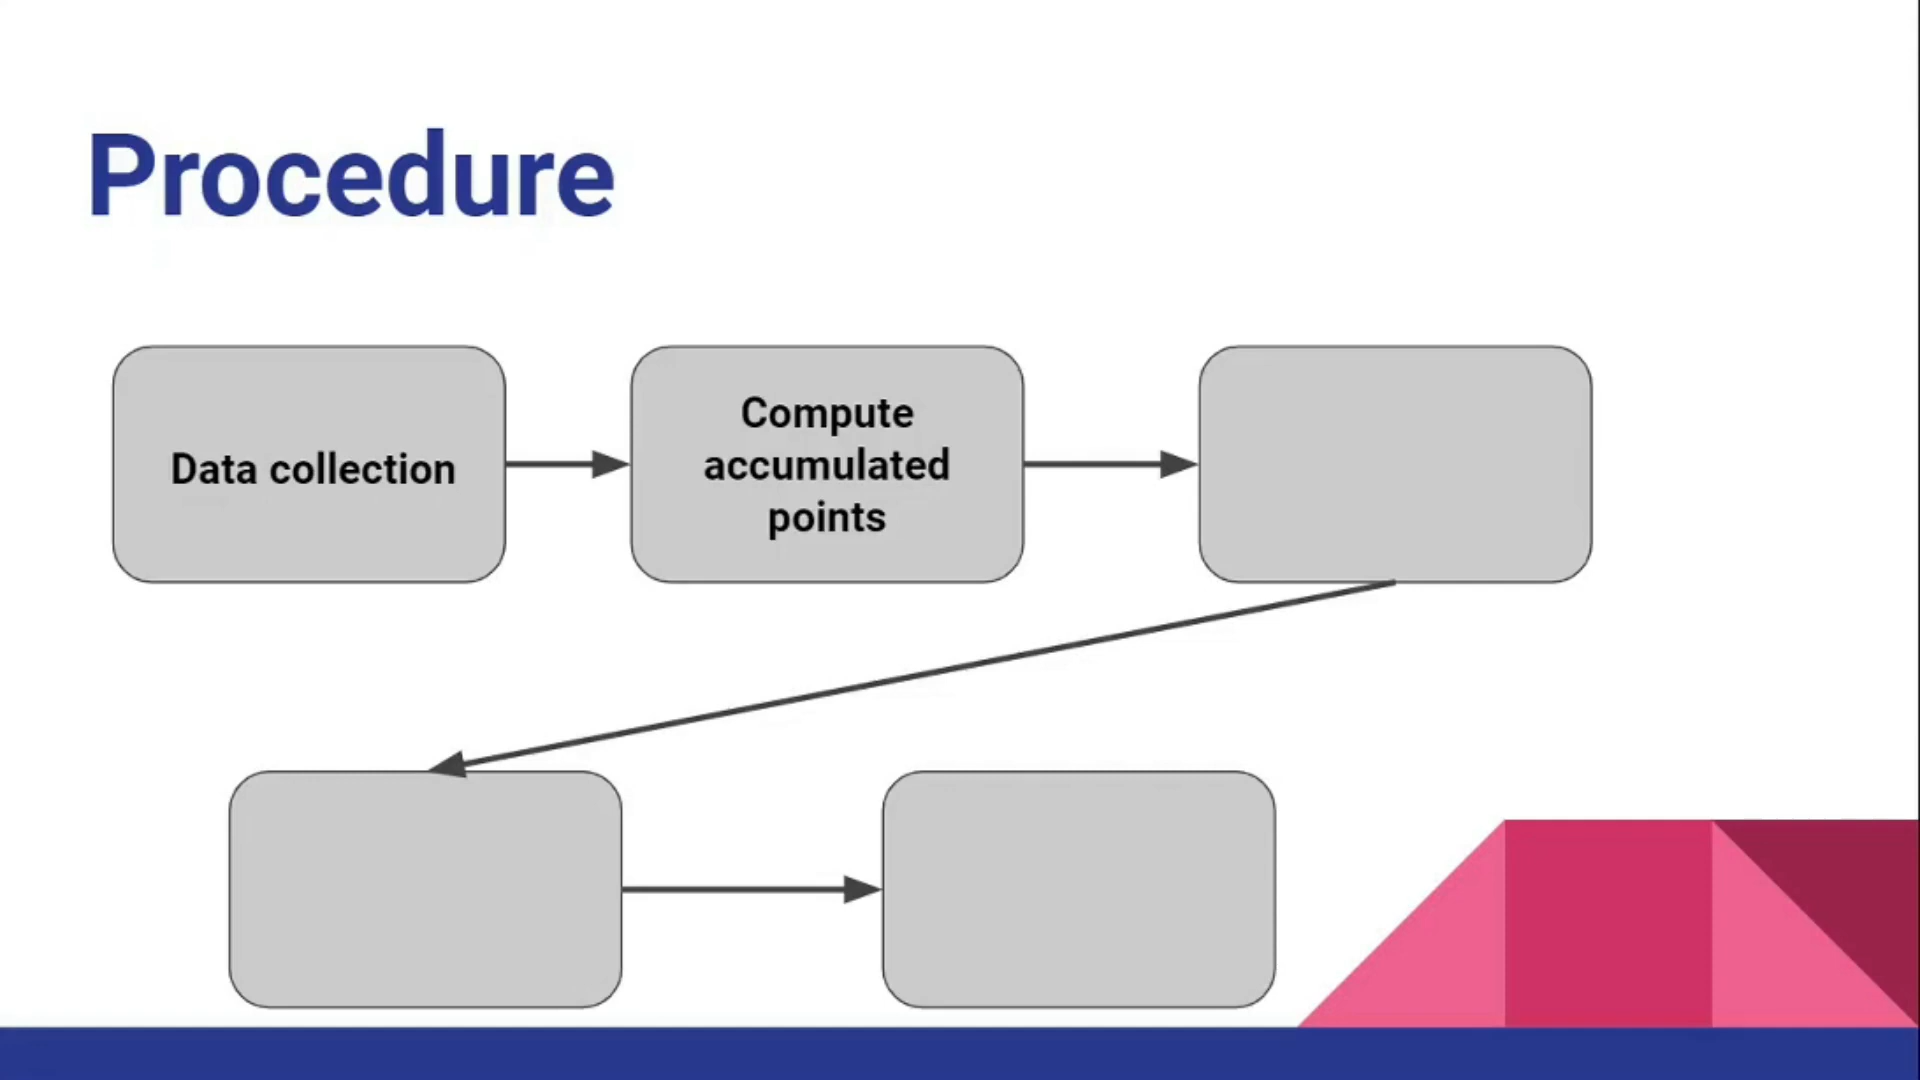 Procedure
Data collection
Compute
accumulated
points